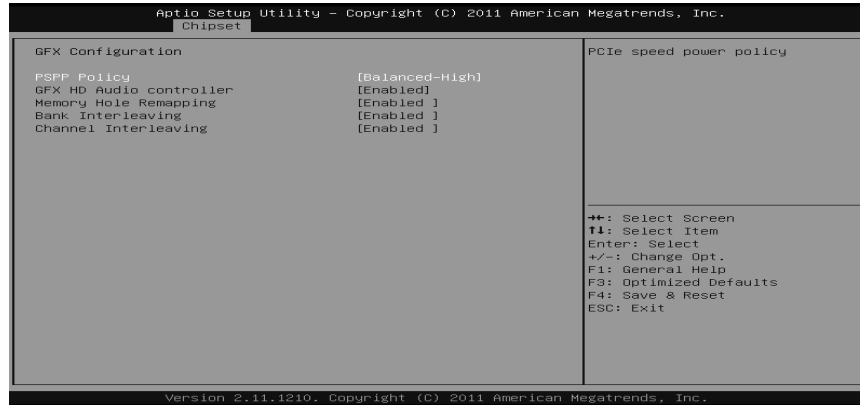 Aptio Setup Utility – Copyright (C) 2011 American Megatrends, Inc.
Chipset
GFX Configuration
PSPP Policy [Balanced-High]
GFX HD Audio controller [Enabled]
Memory Hole Remapping [Enabled ]
Bank Interleaving [Enabled ]
Channel Interleaving [Enabled ]
PCIe speed power policy
→←: Select Screen
↑↓: Select Item
Enter: Select
+/-: Change Opt.
F1: General Help
F3: Optimized Defaults
F4: Save & Reset
ESC: Exit
Version 2.11.1210. Copyright (C) 2011 American Megatrends, Inc.